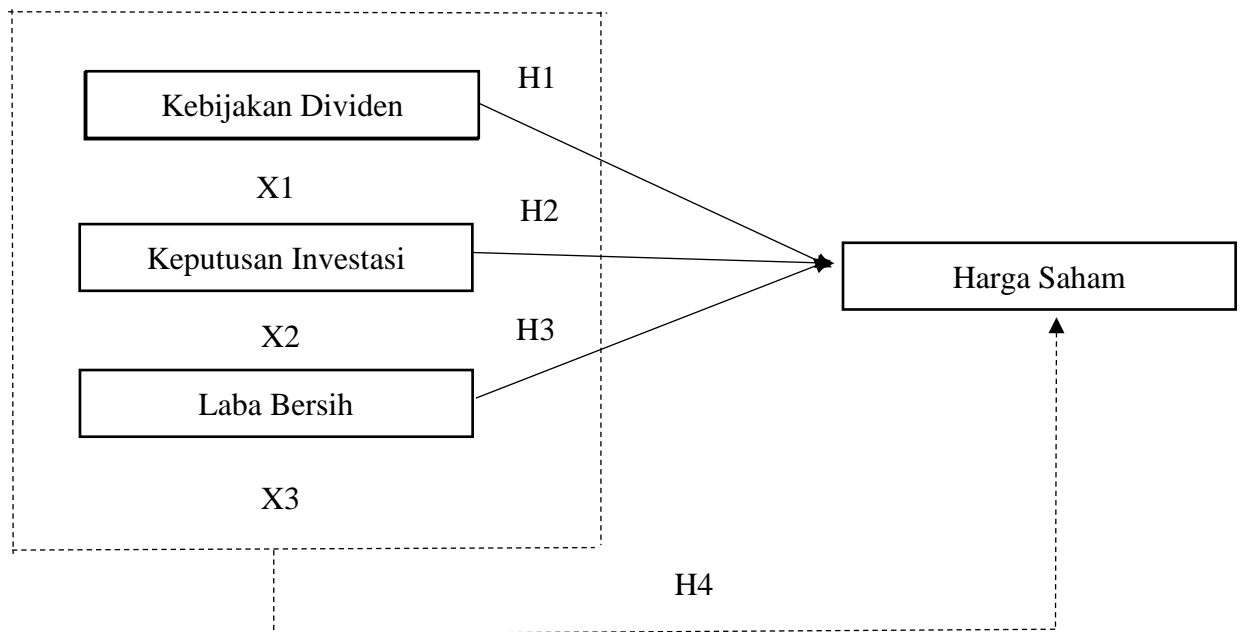 H1
Kebijakan Dividen
X1
H2
Keputusan Investasi
Harga Saham
X2
H3
Laba Bersih
X3
H4